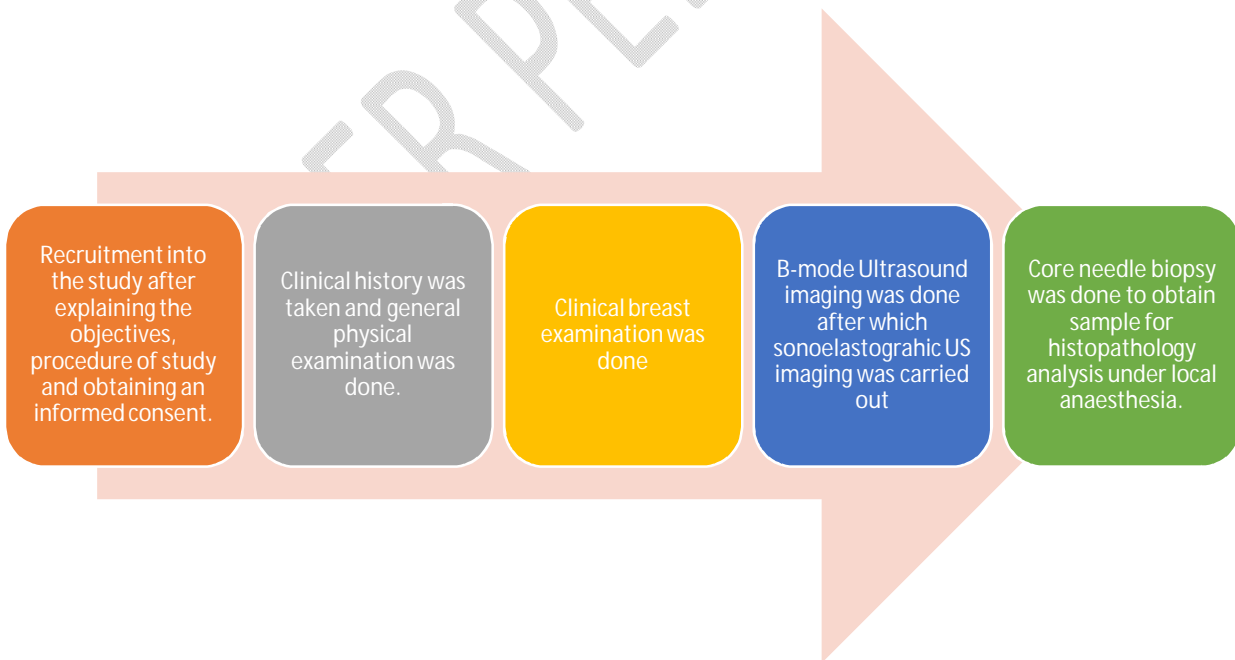 ER PE
Recruitment into
the study after
explaining the
objectives,
procedure of study
and obtaining an
informed consent.
Clinical history was
taken and general
physical
examination was
done.
Clinical breast
examination was
done
B-mode Ultrasound
imaging was done
after which
sonoelastograhic US
imaging was carried
out
Core needle biopsy
was done to obtain
sample for
histopathology
analysis under local
anaesthesia.